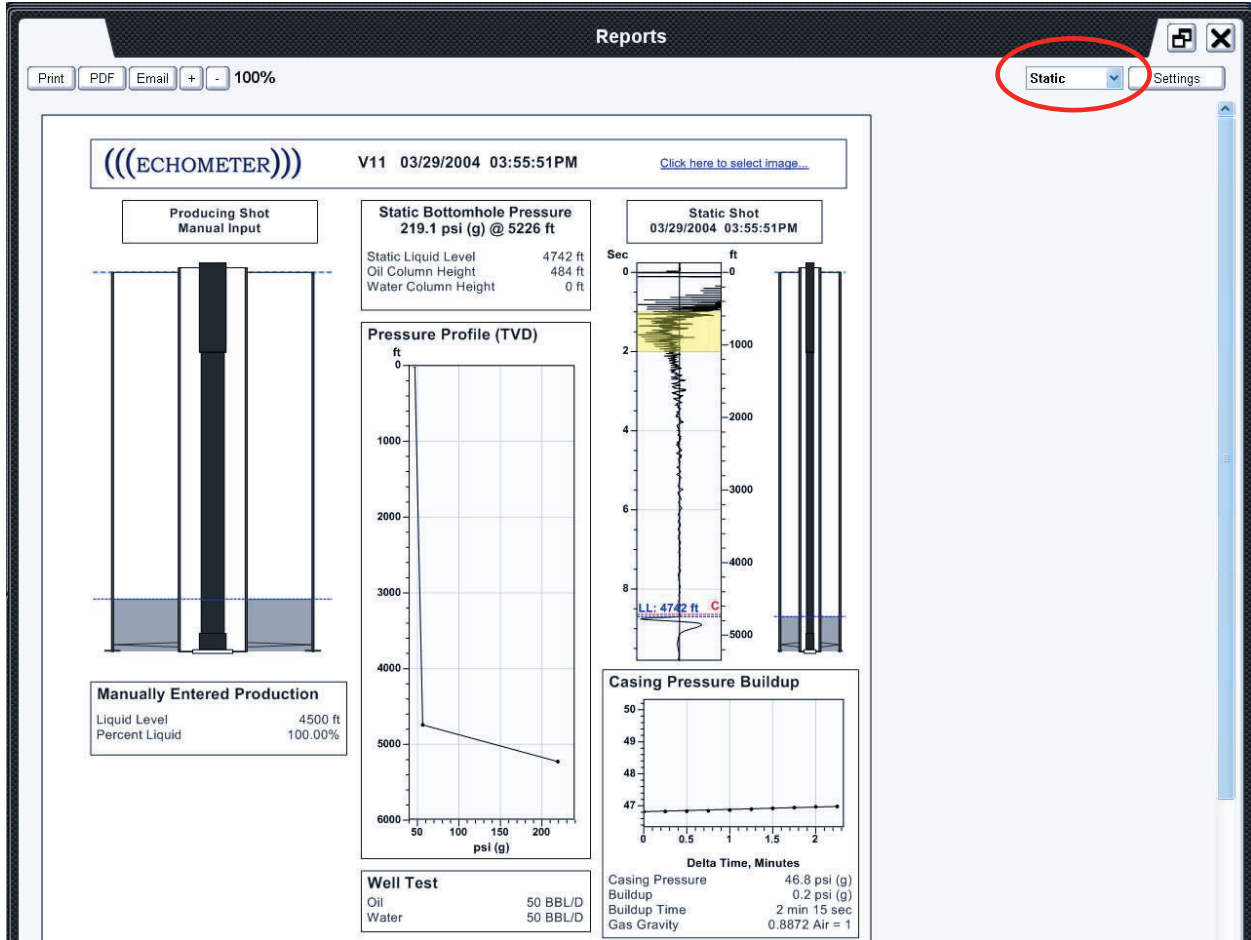 Reports
Print PDF Email + - 100% Static Settings
(((ECHOMETER))) V11 03/29/2004 03:55:51PM Click here to select image...
Producing Shot
Manual Input
Static Bottomhole Pressure
219.1 psi (g) @ 5226 ft
Static Liquid Level 4742 ft
Oil Column Height 484 ft
Water Column Height 0 ft
Static Shot
03/29/2004 03:55:51PM
Sec ft
0 0
1000
2
2000
4
3000
6
4000
8
LL: 4742 ft C
5000
Pressure Profile (TVD)
ft
0
1000
2000
3000
4000
5000
6000
50 100 150 200
psi (g)
Manually Entered Production
Liquid Level 4500 ft
Percent Liquid 100.00%
Casing Pressure Buildup
50
49
48
47
0 0.5 1 1.5 2
Delta Time, Minutes
Casing Pressure 46.8 psi (g)
Buildup 0.2 psi (g)
Buildup Time 2 min 15 sec
Gas Gravity 0.8872 Air = 1
Well Test
Oil 50 BBL/D
Water 50 BBL/D